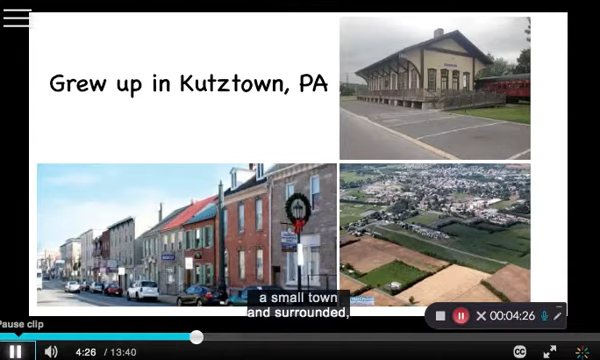 Grew up in Kutztown, PA
a small town
and surrounded,
00:04:26
Pause clip
4:26 / 13:40
CC